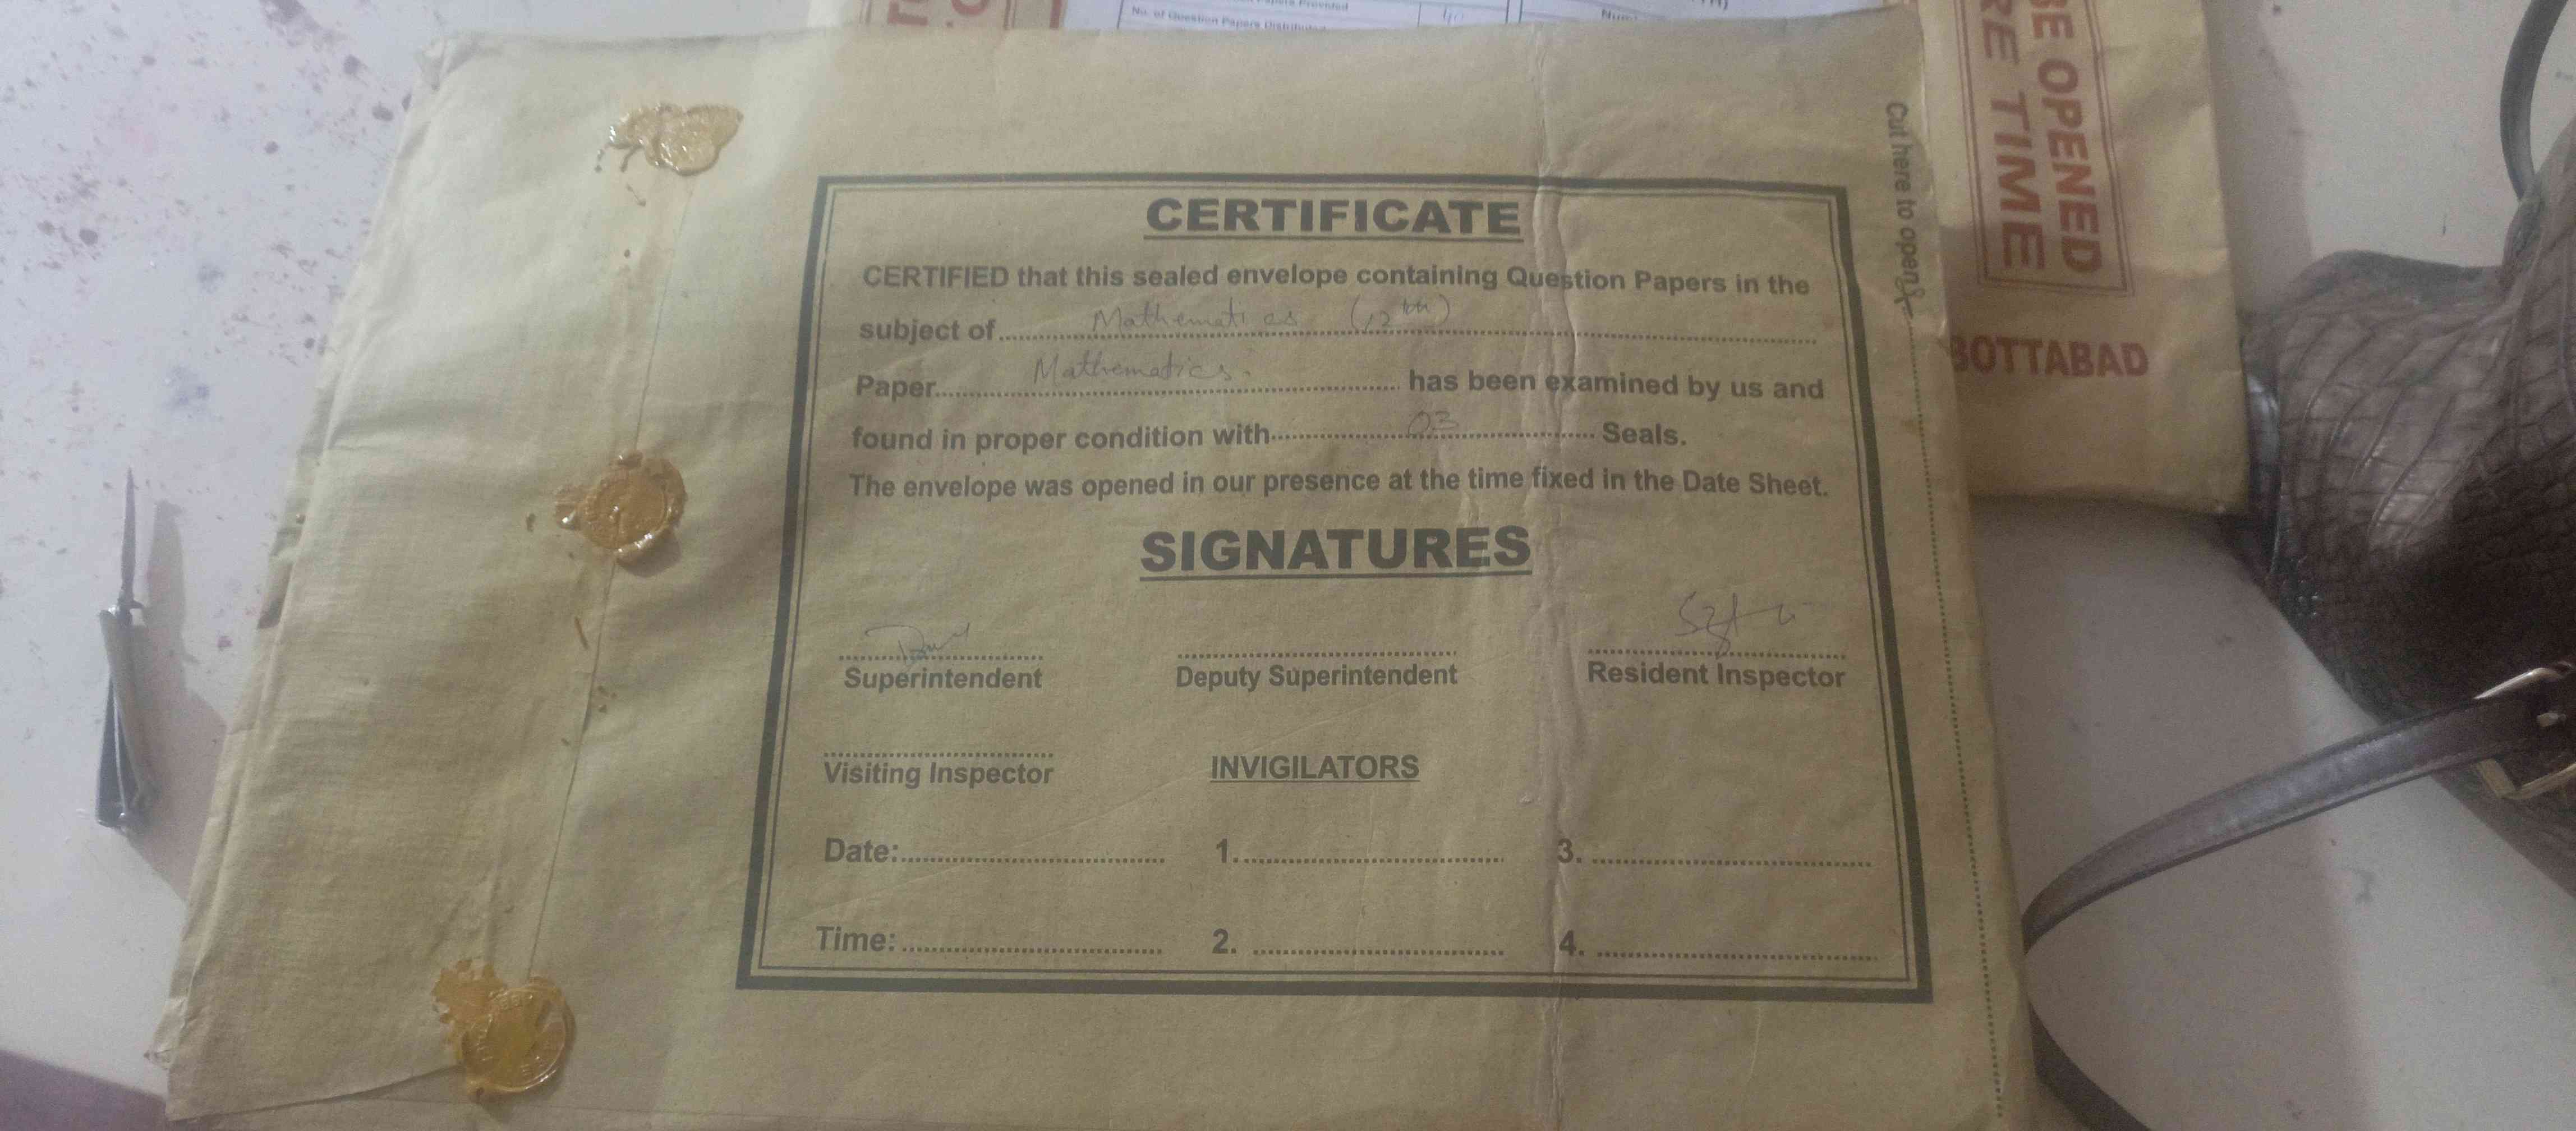 No. of Question Papers Distributed
BE OPENED
RE TIME
BOTTABAD
Cut here to open
CERTIFICATE
CERTIFIED that this sealed envelope containing Question Papers in the
subject of Mathematics (12th)
Paper Mathematics. has been examined by us and
found in proper condition with 03 Seals.
The envelope was opened in our presence at the time fixed in the Date Sheet.
SIGNATURES
Superintendent Deputy Superintendent Resident Inspector
Visiting Inspector INVIGILATORS
Date: 1. 3.
Time: 2. 4.